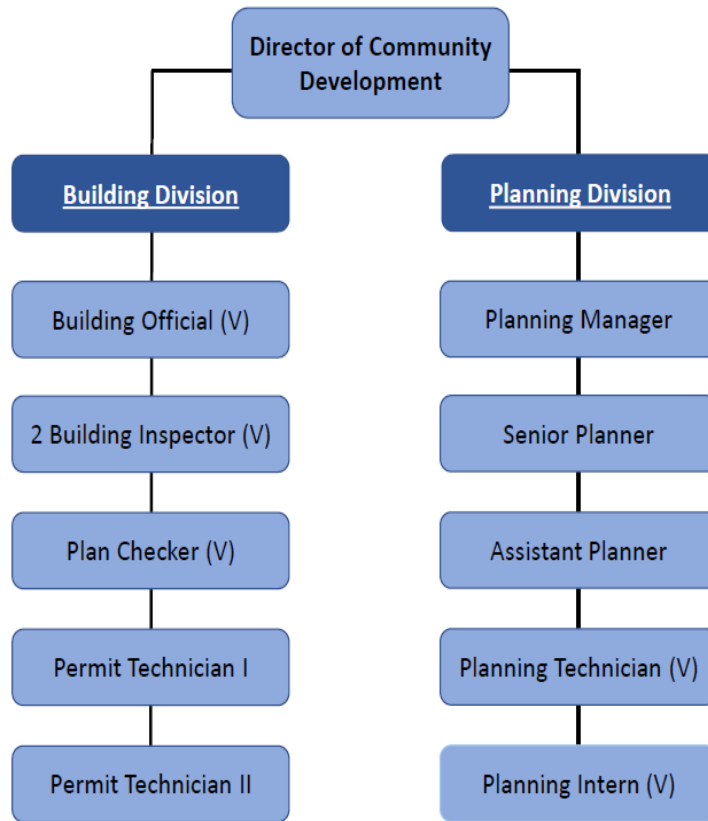 Director of Community
Development
Building Division
Planning Division
Building Official (V)
Planning Manager
2 Building Inspector (V)
Senior Planner
Plan Checker (V)
Assistant Planner
Permit Technician I
Planning Technician (V)
Permit Technician II
Planning Intern (V)